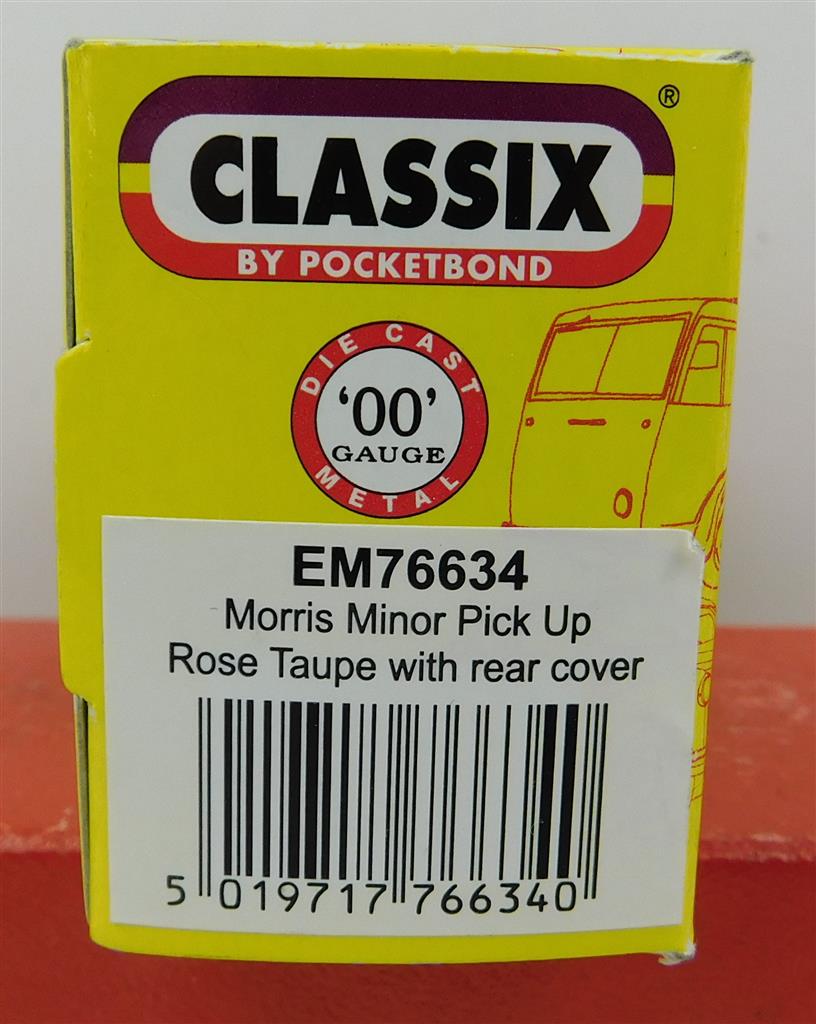 ®
CLASSIX
BY POCKETBOND
DIE CAST
'00'
GAUGE
METAL
EM76634
Morris Minor Pick Up
Rose Taupe with rear cover
5 019717 766340